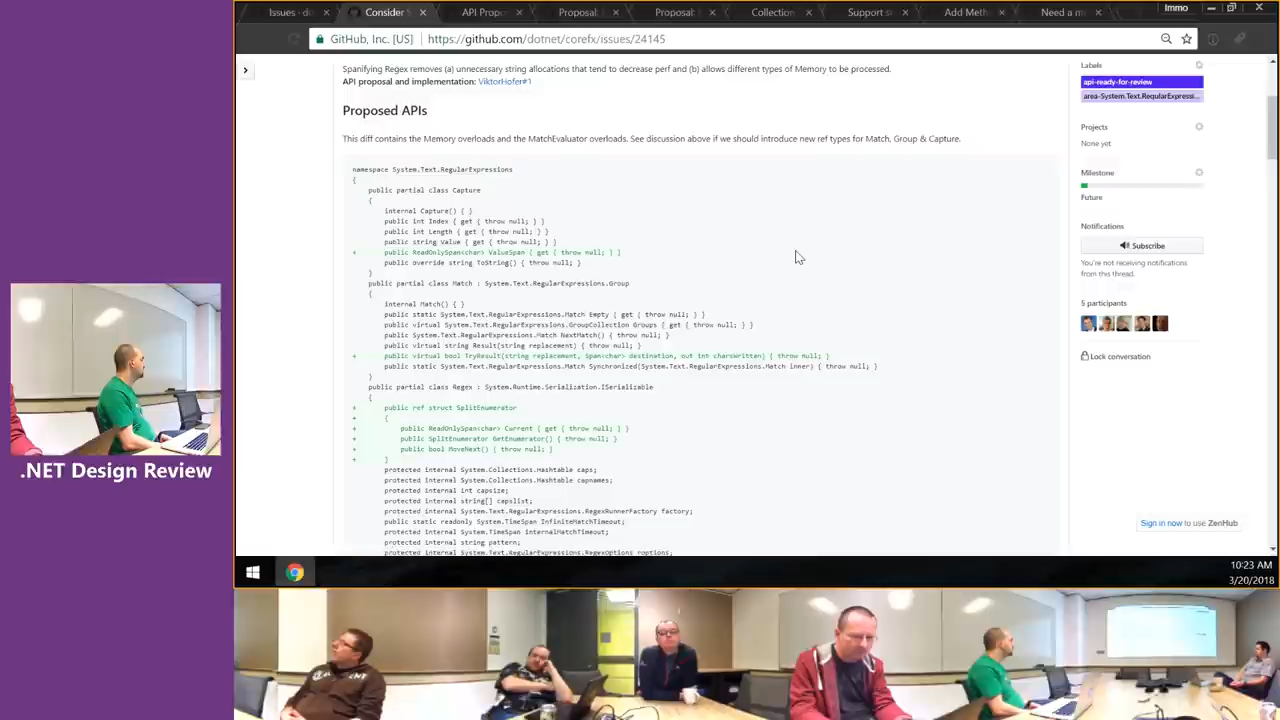 Issues · do
Consider
API Propo
Proposal
Proposal:
Collection
Support s
Add Meth
Need a m
Immo
GitHub, Inc. [US]
https://github.com/dotnet/corefx/issues/24145
Spanifying Regex removes (a) unnecessary string allocations that tend to decrease perf and (b) allows different types of Memory to be processed.
API proposal and implementation: ViktorHofer#1
Proposed APIs
This diff contains the Memory overloads and the MatchEvaluator overloads. See discussion above if we should introduce new ref types for Match, Group & Capture.
namespace System.Text.RegularExpressions
{
public partial class Capture
{
internal Capture() { }
public int Index { get { throw null; } }
public int Length { get { throw null; } }
public string Value { get { throw null; } }
+ public ReadOnlySpan<char> ValueSpan { get { throw null; } }
public override string ToString() { throw null; }
}
public partial class Match : System.Text.RegularExpressions.Group
{
internal Match() { }
public static System.Text.RegularExpressions.Match Empty { get { throw null; } }
public virtual System.Text.RegularExpressions.GroupCollection Groups { get { throw null; } }
public System.Text.RegularExpressions.Match NextMatch() { throw null; }
public virtual string Result(string replacement) { throw null; }
+ public virtual bool TryResult(string replacement, Span<char> destination, out int charsWritten) { throw null; }
public static System.Text.RegularExpressions.Match Synchronized(System.Text.RegularExpressions.Match inner) { throw null; }
}
public partial class Regex : System.Runtime.Serialization.ISerializable
{
+ public ref struct SplitEnumerator
+ {
+ public ReadOnlySpan<char> Current { get { throw null; } }
+ public SplitEnumerator GetEnumerator() { throw null; }
+ public bool MoveNext() { throw null; }
+ }
protected internal System.Collections.Hashtable caps;
protected internal System.Collections.Hashtable capnames;
protected internal int capsize;
protected internal string[] capslist;
protected internal System.Text.RegularExpressions.RegexRunnerFactory factory;
public static readonly System.TimeSpan InfiniteMatchTimeout;
protected internal System.TimeSpan internalMatchTimeout;
protected internal string pattern;
protected internal System.Text.RegularExpressions.RegexOptions roptions;
Labels
api-ready-for-review
area-System.Text.RegularExpressi...
Projects
None yet
Milestone
Future
Notifications
Subscribe
You're not receiving notifications
from this thread.
5 participants
Lock conversation
Sign in now to use ZenHub
10:23 AM
3/20/2018
.NET Design Review